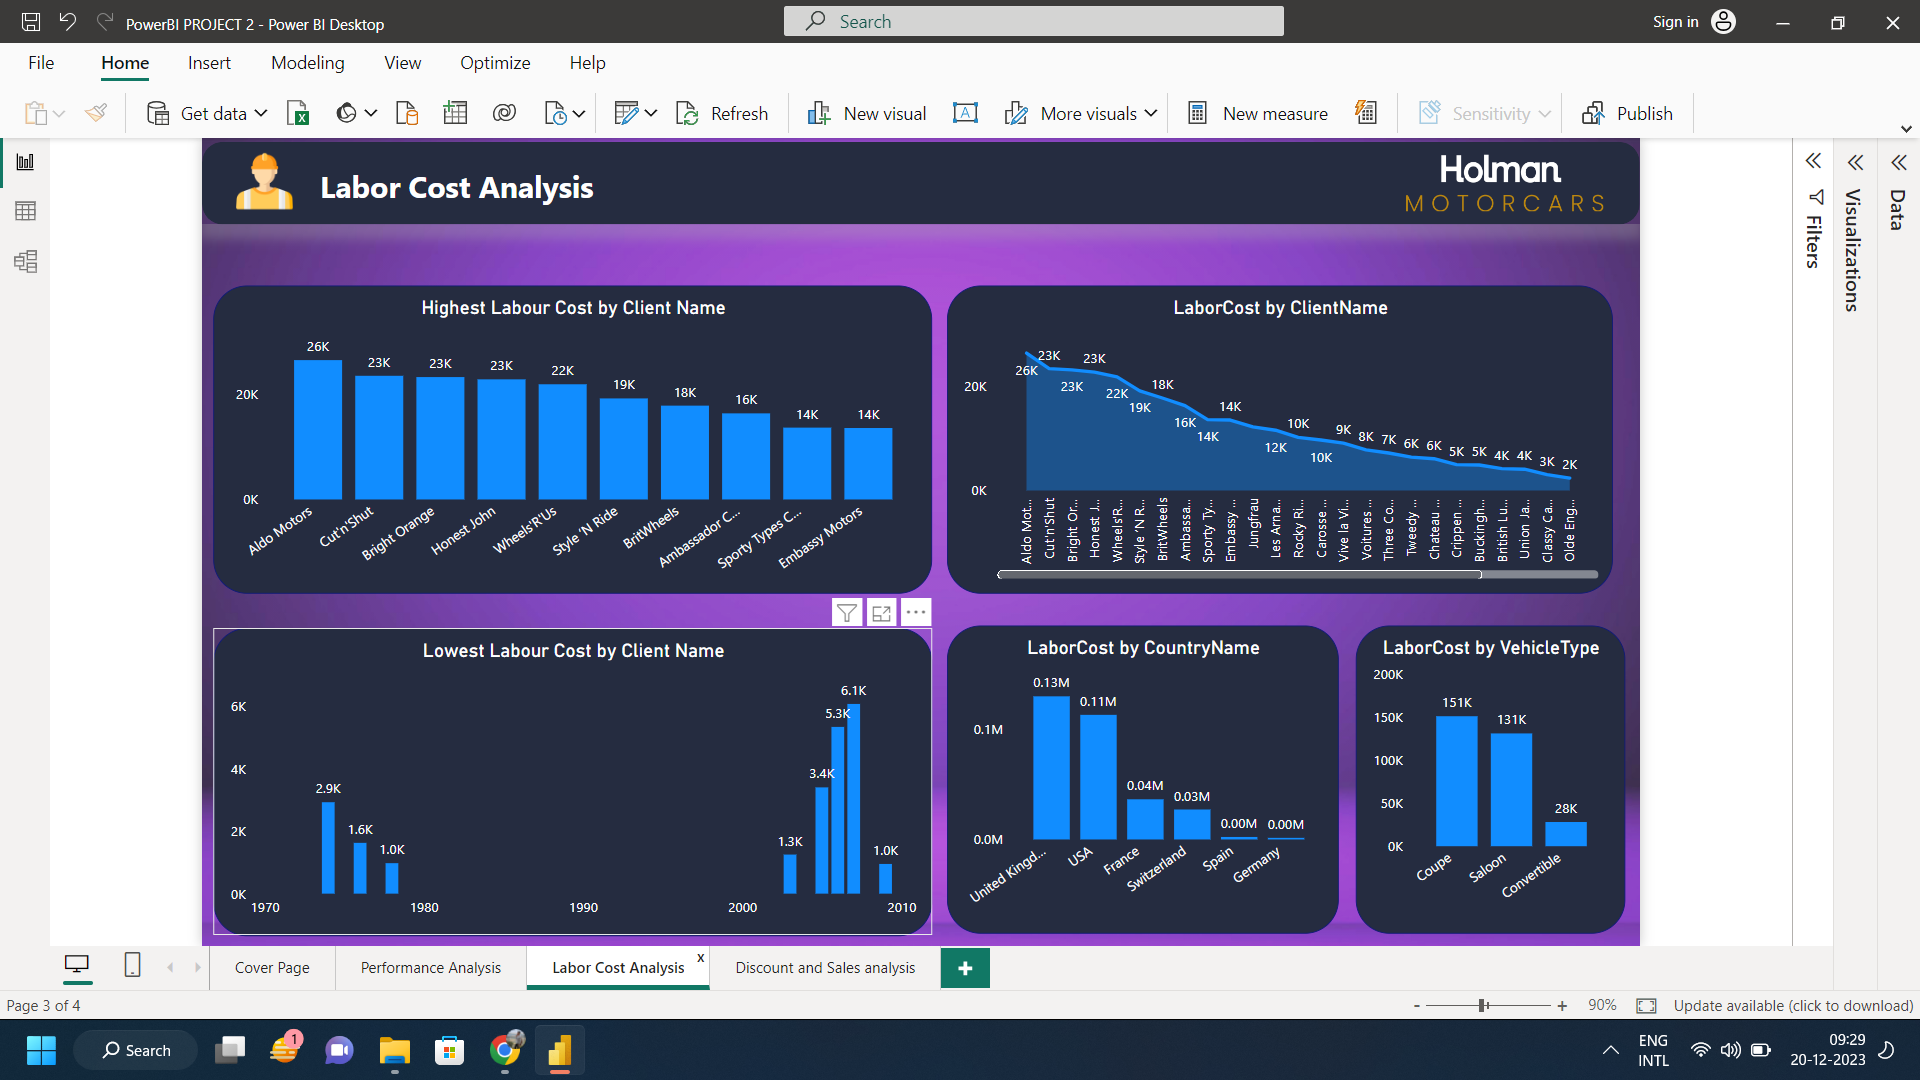 PowerBI PROJECT 2 - Power BI Desktop
Search
Sign in
File Home Insert Modeling View Optimize Help
Get data
Refresh
New visual
More visuals
New measure
Sensitivity
Publish
Labor Cost Analysis
Holman
MOTORCARS
Filters
Visualizations
Data
Highest Labour Cost by Client Name
26K 23K 23K 23K 22K 19K 18K 16K 14K 14K
20K
0K
Aldo Motors Cut'n'Shut Bright Orange Honest John Wheels'R'Us Style 'N Ride BritWheels Ambassador C... Sporty Types C... Embassy Motors
LaborCost by ClientName
20K
0K
26K 23K 23K 23K 22K 19K 18K 16K 14K 14K 12K 10K 10K 9K 8K 7K 6K 6K 5K 5K 4K 4K 3K 2K
Aldo Mot... Cut'n'Shut Bright Or... Honest J... Wheels'R... Style 'N R... BritWheels Ambassa... Sporty Ty... Embassy ... Jungfrau Les Arna... Rocky Ri... Carosse ... Vive la Vi... Voitures ... Three Co... Tweedy ... Chateau ... Crippen ... Buckingh... British Lu... Union Ja... Classy Ca... Olde Eng...
Lowest Labour Cost by Client Name
6K
4K
2K
0K
2.9K 1.6K 1.0K 1.3K 3.4K 5.3K 6.1K 1.0K
1970 1980 1990 2000 2010
LaborCost by CountryName
0.13M 0.11M 0.04M 0.03M 0.00M 0.00M
0.1M
0.0M
United Kingd... USA France Switzerland Spain Germany
LaborCost by VehicleType
200K
150K
100K
50K
0K
151K 131K 28K
Coupe Saloon Convertible
Cover Page
Performance Analysis
Labor Cost Analysis
x
Discount and Sales analysis
Page 3 of 4
- + 90%
Update available (click to download)
Search
1
ENG
INTL
09:29
20-12-2023